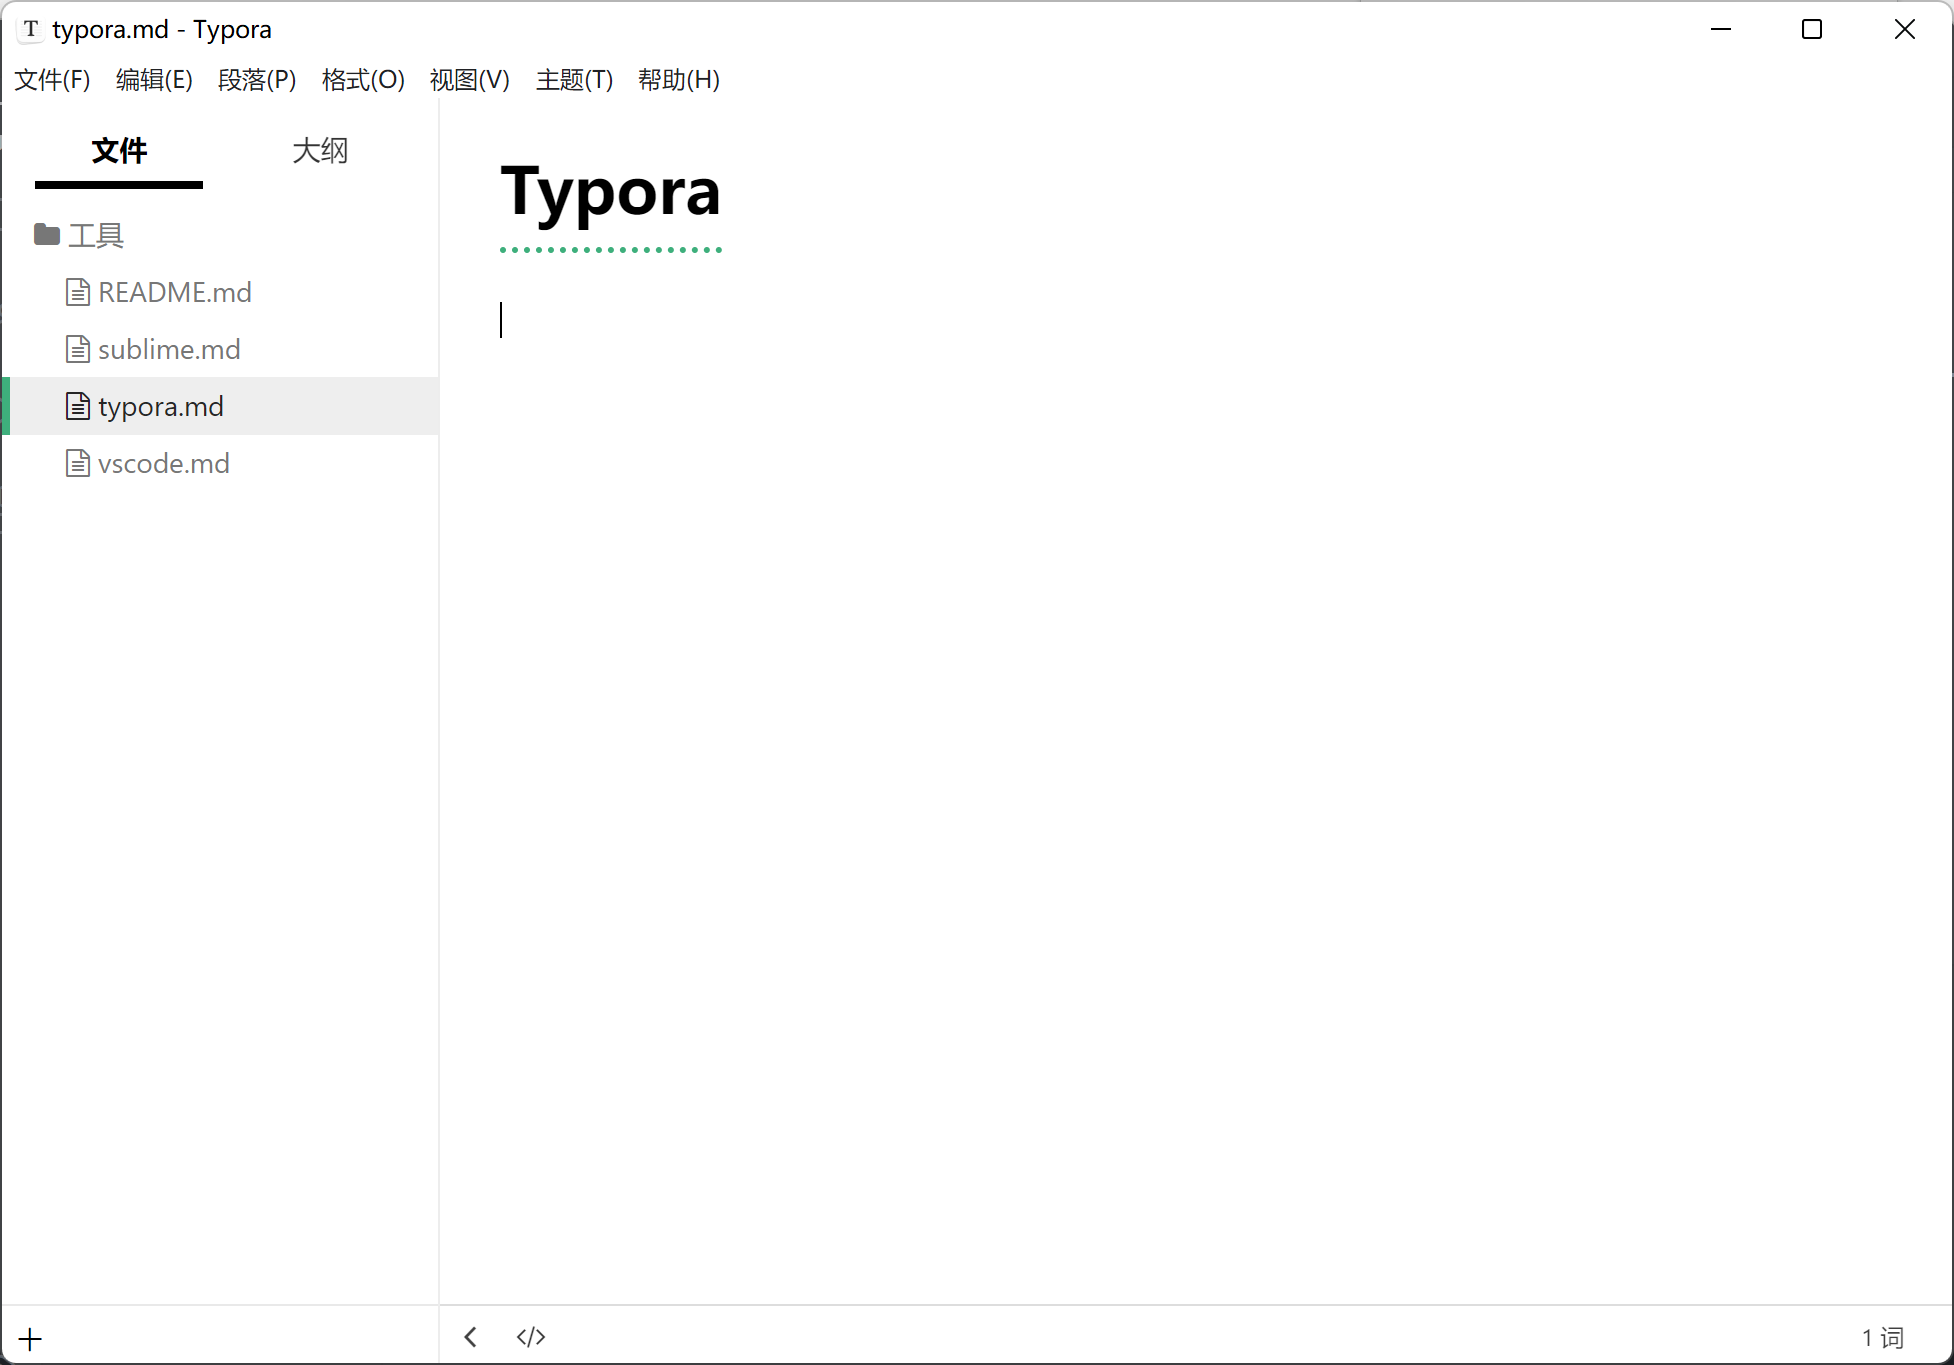 T typora.md - Typora
文件(F) 编辑(E) 段落(P) 格式(O) 视图(V) 主题(T) 帮助(H)
文件 大纲
工具
README.md
sublime.md
typora.md
vscode.md
Typora
1 词